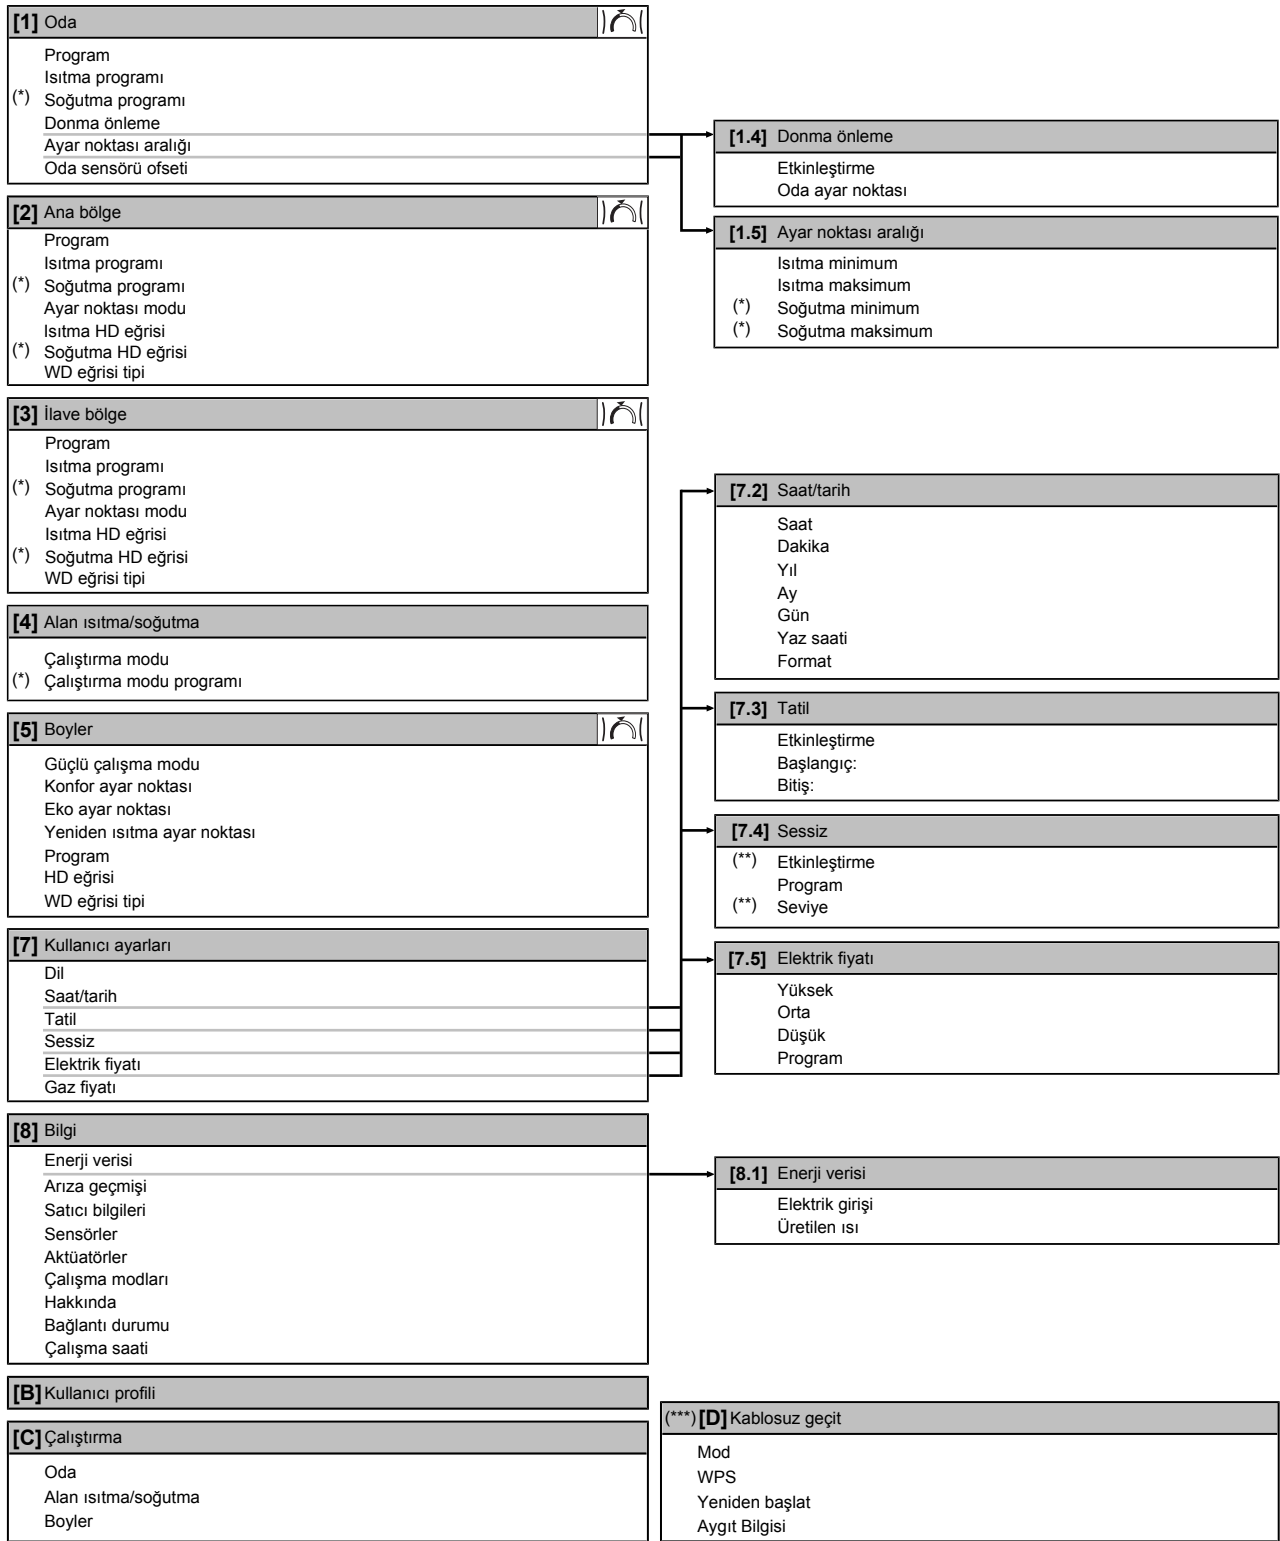 [1] Oda
Program
Isıtma programı
(*) Soğutma programı
Donma önleme
Ayar noktası aralığı
Oda sensörü ofseti
[1.4] Donma önleme
Etkinleştirme
Oda ayar noktası
[1.5] Ayar noktası aralığı
Isıtma minimum
Isıtma maksimum
(*) Soğutma minimum
(*) Soğutma maksimum
[2] Ana bölge
Program
Isıtma programı
(*) Soğutma programı
Ayar noktası modu
Isıtma HD eğrisi
(*) Soğutma HD eğrisi
WD eğrisi tipi
[3] İlave bölge
Program
Isıtma programı
(*) Soğutma programı
Ayar noktası modu
Isıtma HD eğrisi
(*) Soğutma HD eğrisi
WD eğrisi tipi
[4] Alan ısıtma/soğutma
Çalıştırma modu
(*) Çalıştırma modu programı
[5] Boyler
Güçlü çalışma modu
Konfor ayar noktası
Eko ayar noktası
Yeniden ısıtma ayar noktası
Program
HD eğrisi
WD eğrisi tipi
[7] Kullanıcı ayarları
Dil
Saat/tarih
Tatil
Sessiz
Elektrik fiyatı
Gaz fiyatı
[7.2] Saat/tarih
Saat
Dakika
Yıl
Ay
Gün
Yaz saati
Format
[7.3] Tatil
Etkinleştirme
Başlangıç:
Bitiş:
[7.4] Sessiz
(**) Etkinleştirme
Program
(**) Seviye
[7.5] Elektrik fiyatı
Yüksek
Orta
Düşük
Program
[8] Bilgi
Enerji verisi
Arıza geçmişi
Satıcı bilgileri
Sensörler
Aktüatörler
Çalışma modları
Hakkında
Bağlantı durumu
Çalışma saati
[8.1] Enerji verisi
Elektrik girişi
Üretilen ısı
[B] Kullanıcı profili
[C] Çalıştırma
Oda
Alan ısıtma/soğutma
Boyler
(***) [D] Kablosuz geçit
Mod
WPS
Yeniden başlat
Aygıt Bilgisi